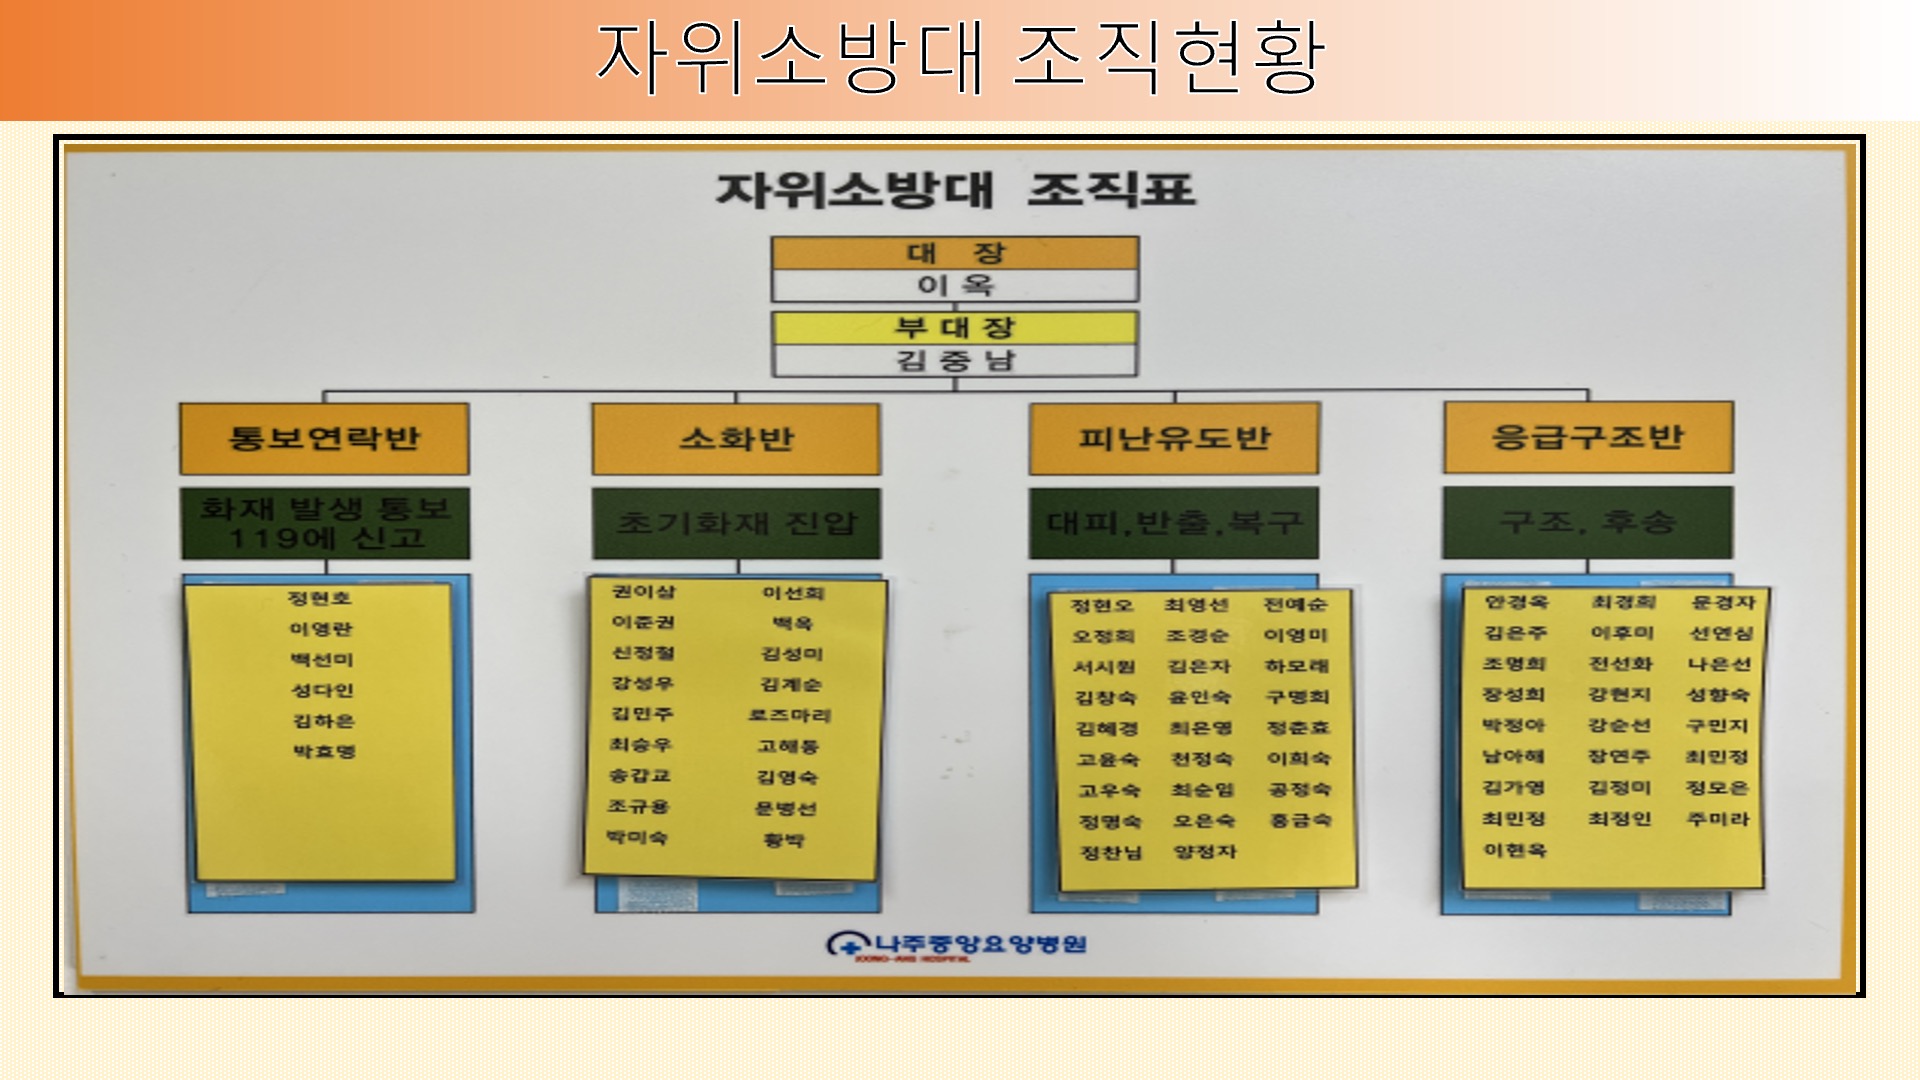 자위소방대 조직현황
자위소방대 조직표
대 장
이 옥
부 대 장
김 중 남
통보연락반
화재 발생 통보
119에 신고
정현호
이영란
백선미
성다인
김하은
박효명
소화반
초기화재 진압
권이삼 이선희
이준권 백옥
신정철 김성미
강성우 김계순
김민주 로즈마리
최승우 고해통
송갑교 김영숙
조규용 문병선
박미숙 황박
피난유도반
대피,반출,복구
정현오 최영선 전예순
오정희 조경순 이영미
서시원 김은자 하모래
김창숙 윤인숙 구명희
김혜경 최은영 정춘효
고윤숙 천정숙 이희숙
고우숙 최순임 공정숙
정명숙 오은숙 홍금숙
정찬님 양정자
응급구조반
구조, 후송
안경옥 최경희 문경자
김은주 이후미 선연심
조명희 전선화 나은선
장성희 강현지 성향숙
박정아 강순선 구민지
남아해 장연주 최민정
김가영 김정미 정모은
최민정 최정인 주미라
이현옥
나주중앙요양병원
JOONG-ANG HOSPITAL